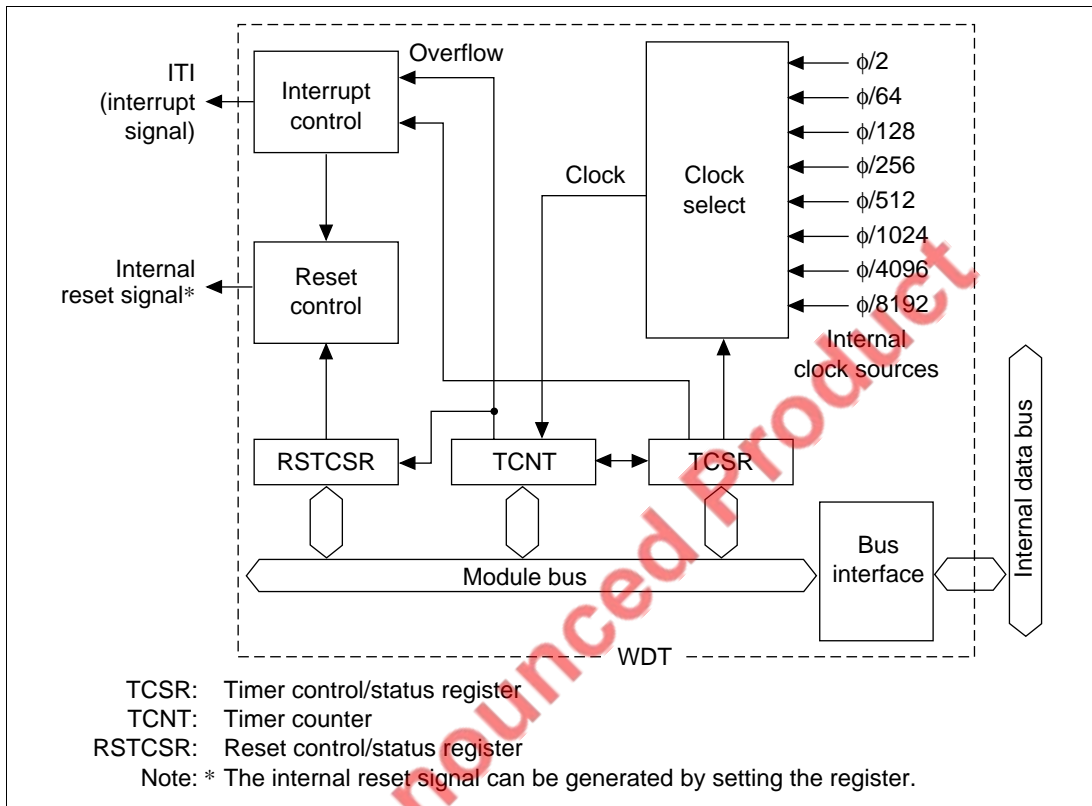 Overflow
ITI
(interrupt
signal)
Interrupt
control
Internal
reset signal*
Reset
control
Clock
Clock
select
ϕ/2
ϕ/64
ϕ/128
ϕ/256
ϕ/512
ϕ/1024
ϕ/4096
ϕ/8192
Internal
clock sources
RSTCSR
TCNT
TCSR
Module bus
Bus
interface
Internal data bus
WDT
TCSR: Timer control/status register
TCNT: Timer counter
RSTCSR: Reset control/status register
Note: * The internal reset signal can be generated by setting the register.
nounced Product